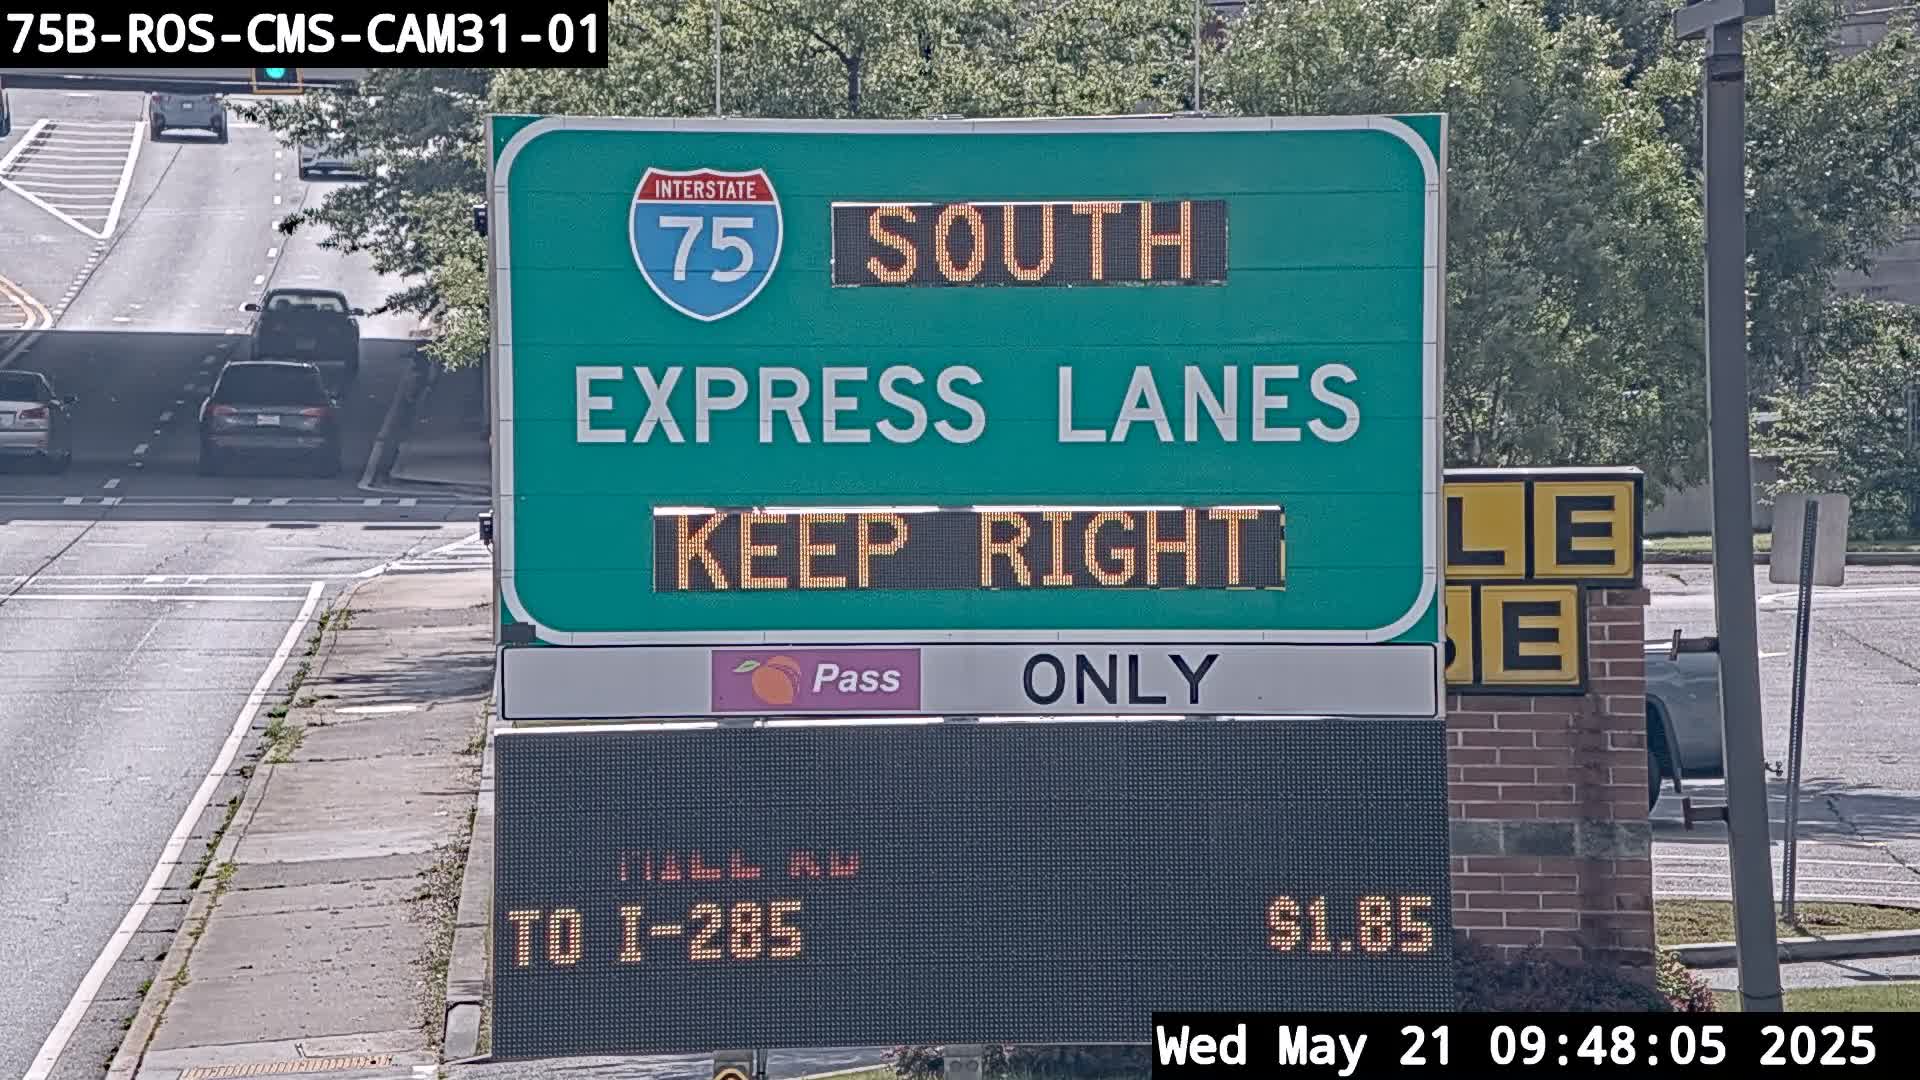 75B-ROS-CMS-CAM31-01
INTERSTATE
75
SOUTH
EXPRESS LANES
KEEP RIGHT
Pass ONLY
LE
E
TO I-285 $1.85
Wed May 21 09:48:05 2025